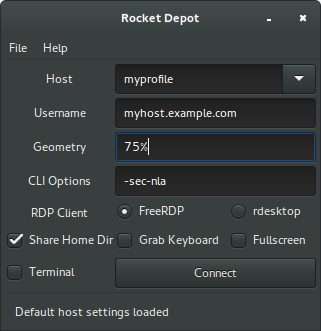 Rocket Depot
File Help
Host myprofile
Username myhost.example.com
Geometry 75%
CLI Options -sec-nla
RDP Client FreeRDP rdesktop
Share Home Dir Grab Keyboard Fullscreen
Terminal Connect
Default host settings loaded